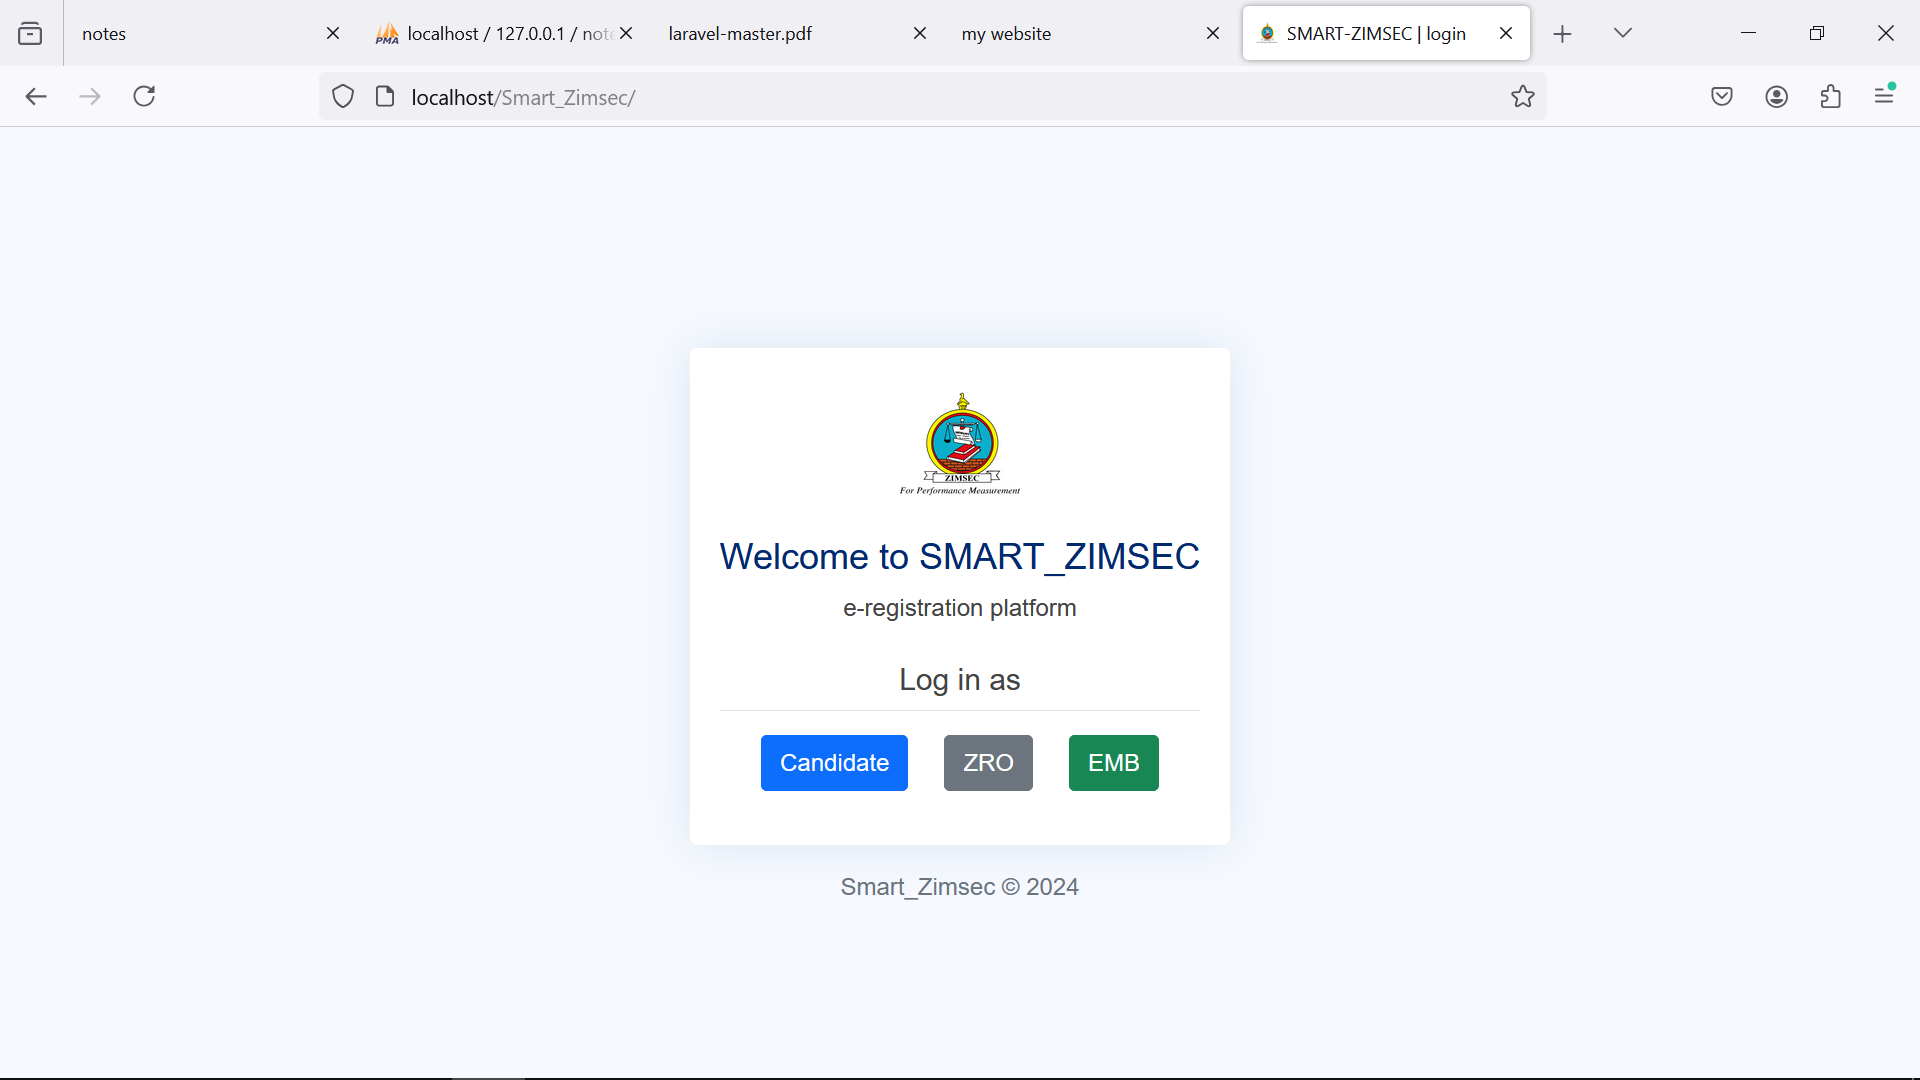 notes
localhost / 127.0.0.1 / note
laravel-master.pdf
my website
SMART-ZIMSEC | login
localhost/Smart_Zimsec/
ZIMSEC
For Performance Measurement
Welcome to SMART_ZIMSEC
e-registration platform
Log in as
Candidate
ZRO
EMB
Smart_Zimsec © 2024